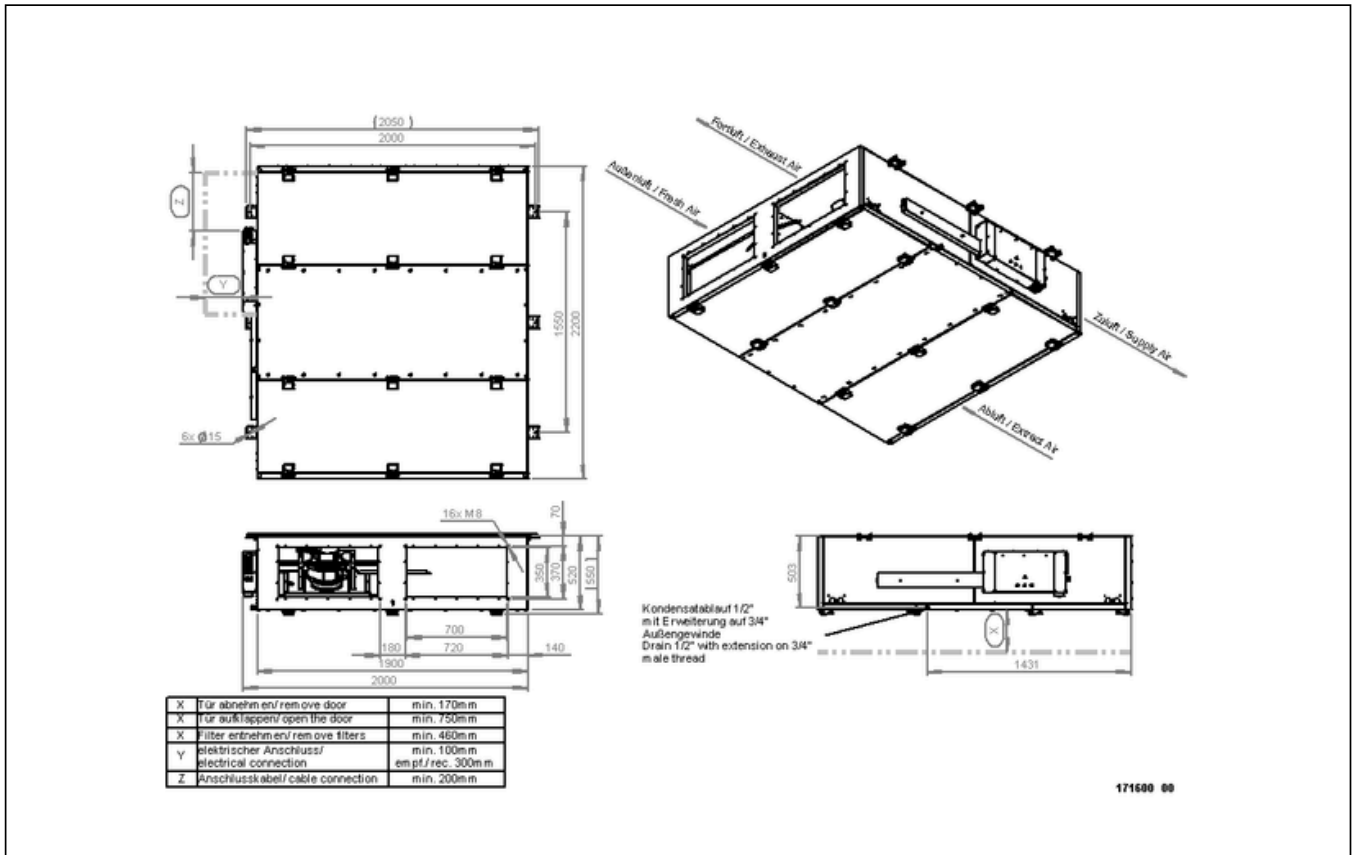 (2050 )
2000
Z
Y
1550
2200
6x Ø15
Fortluft / Exhaust Air
Außenluft / Fresh Air
Zuluft / Supply Air
Abluft / Extract Air
16x M8
70
350
370
520
(550 )
700
180
720
140
1900
2000
503
X
1431
Kondensatablauf 1/2"
mit Erweiterung auf 3/4"
Außengewinde
Drain 1/2" with extension on 3/4"
male thread
X Tür abnehmen/ remove door min. 170mm
X Tür aufklappen/ open the door min. 750mm
X Filter entnehmen/ remove filters min. 460mm
Y elektrischer Anschluss/ min. 100mm
electrical connection empf./ rec. 300mm
Z Anschlusskabel/ cable connection min. 200mm
171600 00